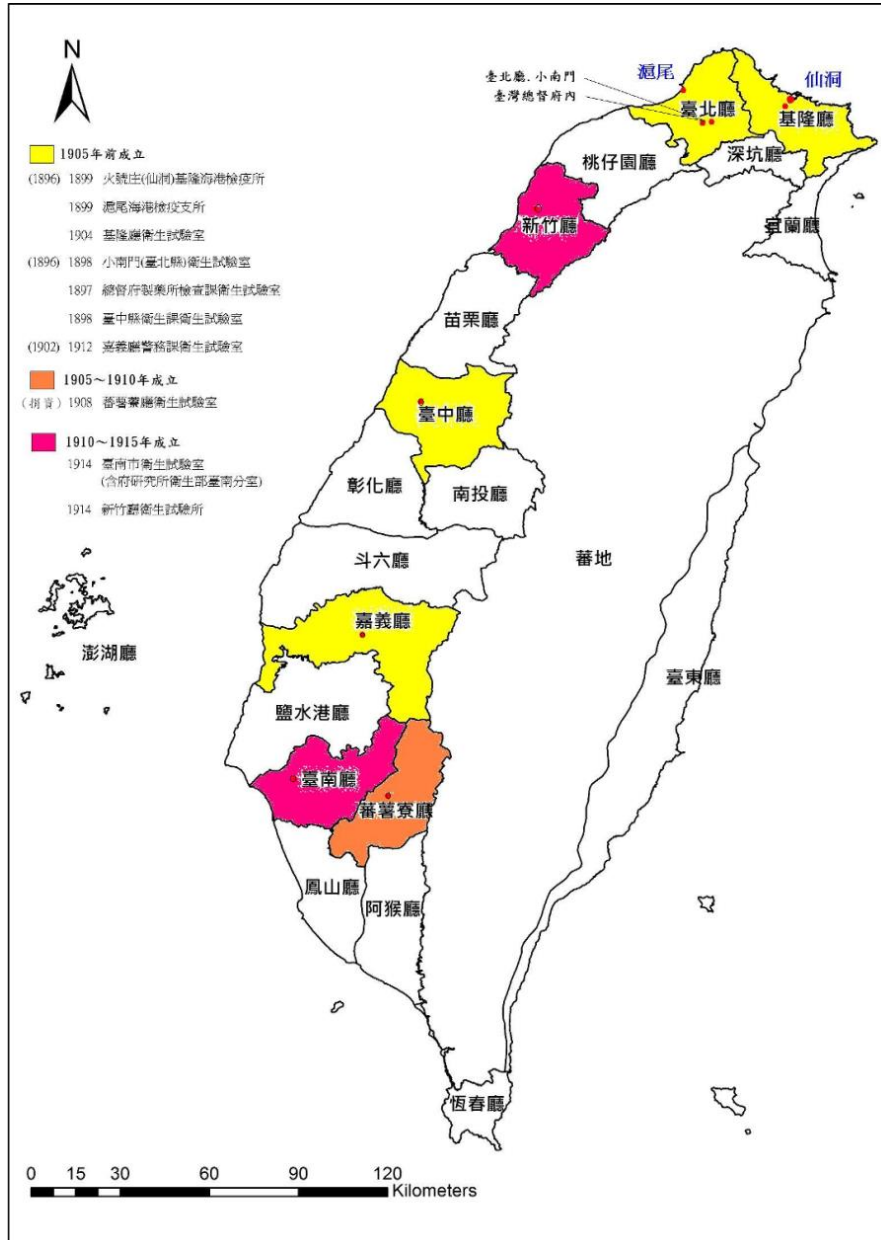 N
1905年前成立
(1896) 1899 火號庄(仙洞)基隆海港檢疫所
1899 滬尾海港檢疫支所
1904 基隆廳衛生試驗室
(1896) 1898 小南門(臺北縣)衛生試驗室
1897 總督府製藥所檢查課衛生試驗室
1898 臺中縣衛生課衛生試驗室
(1902) 1912 嘉義廳警務課衛生試驗室
1905～1910年成立
(捐資) 1908 蕃薯藔廳衛生試驗室
1910～1915年成立
1914 臺南市衛生試驗室
(含府研究所衛生部臺南分室)
1914 新竹廳衛生試驗所
滬尾
仙洞
臺北廳.小南門
臺灣總督府內
臺北廳
基隆廳
深坑廳
桃仔園廳
宜蘭廳
新竹廳
苗栗廳
臺中廳
彰化廳
南投廳
斗六廳
蕃地
嘉義廳
澎湖廳
臺東廳
鹽水港廳
臺南廳
蕃薯寮廳
鳳山廳
阿猴廳
恆春廳
0 15 30 60 90 120
Kilometers